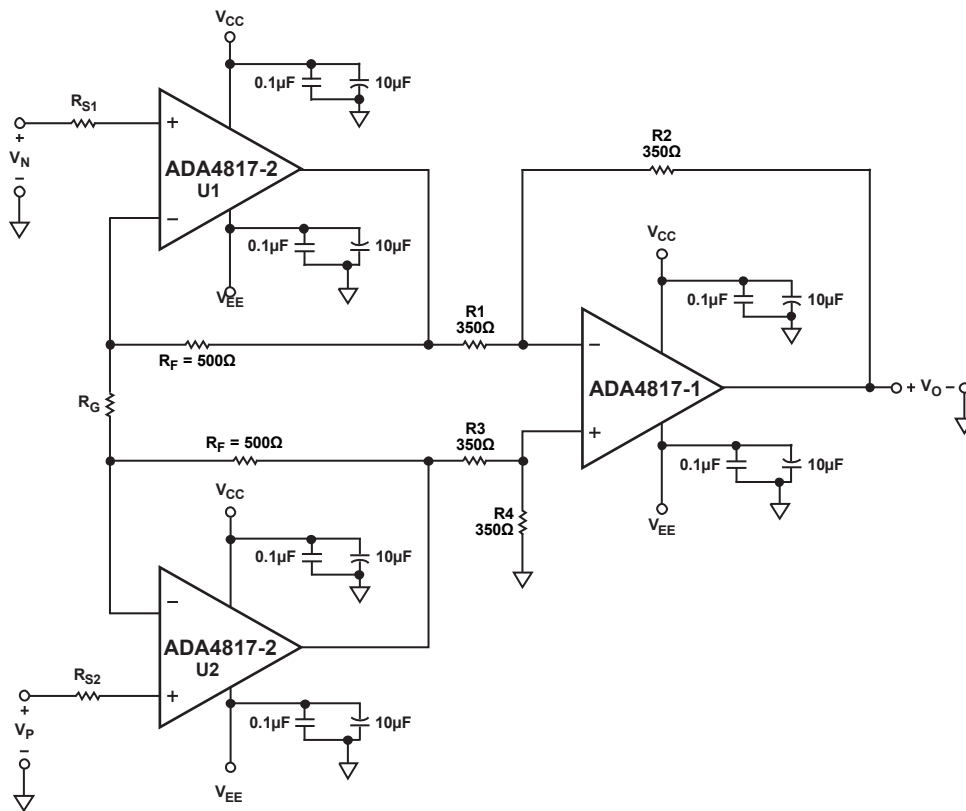 VCC
0.1µF
10µF
RS1
+
VN
−
+
ADA4817-2
U1
−
0.1µF
10µF
VEE
R2
350Ω
VCC
0.1µF
10µF
R1
350Ω
RF = 500Ω
−
ADA4817-1
+
+ VO −
RG
RF = 500Ω
R3
350Ω
0.1µF
10µF
VEE
R4
350Ω
VCC
0.1µF
10µF
−
ADA4817-2
U2
+
RS2
+
VP
−
0.1µF
10µF
VEE